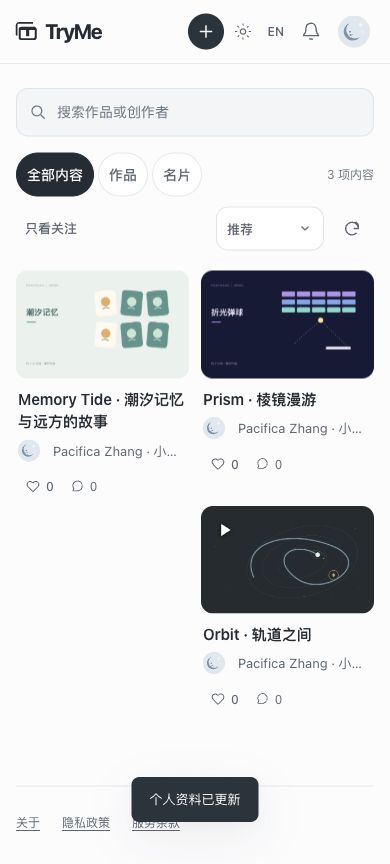 TryMe
EN
搜索作品或创作者
全部内容
作品
名片
3 项内容
只看关注
推荐
潮汐记忆
折光弹球
Memory Tide · 潮汐记忆
与远方的故事
Pacifica Zhang · 小...
0
0
Prism · 棱镜漫游
Pacifica Zhang · 小...
0
0
Orbit · 轨道之间
Pacifica Zhang · 小...
0
0
个人资料已更新
关于
隐私政策
服务条款